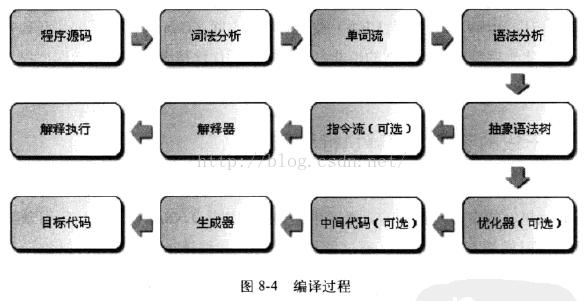 程序源码
词法分析
单词流
语法分析
解释执行
解释器
指令流（可选）
抽象语法树
http://blog.csdn.net/
目标代码
生成器
中间代码（可选）
优化器（可选）
图 8-4 编译过程